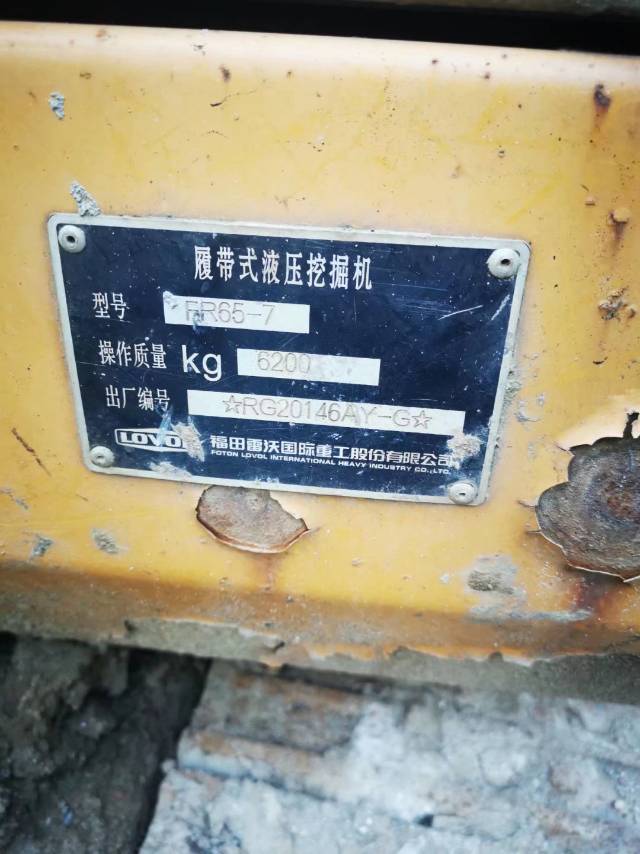 履带式液压挖掘机
型号 FR65-7
操作质量 kg 6200
出厂编号 ☆RG20146AY-G☆
LOVOL 福田雷沃国际重工股份有限公司
FOTON LOVOL INTERNATIONAL HEAVY INDUSTRY CO.,LTD.